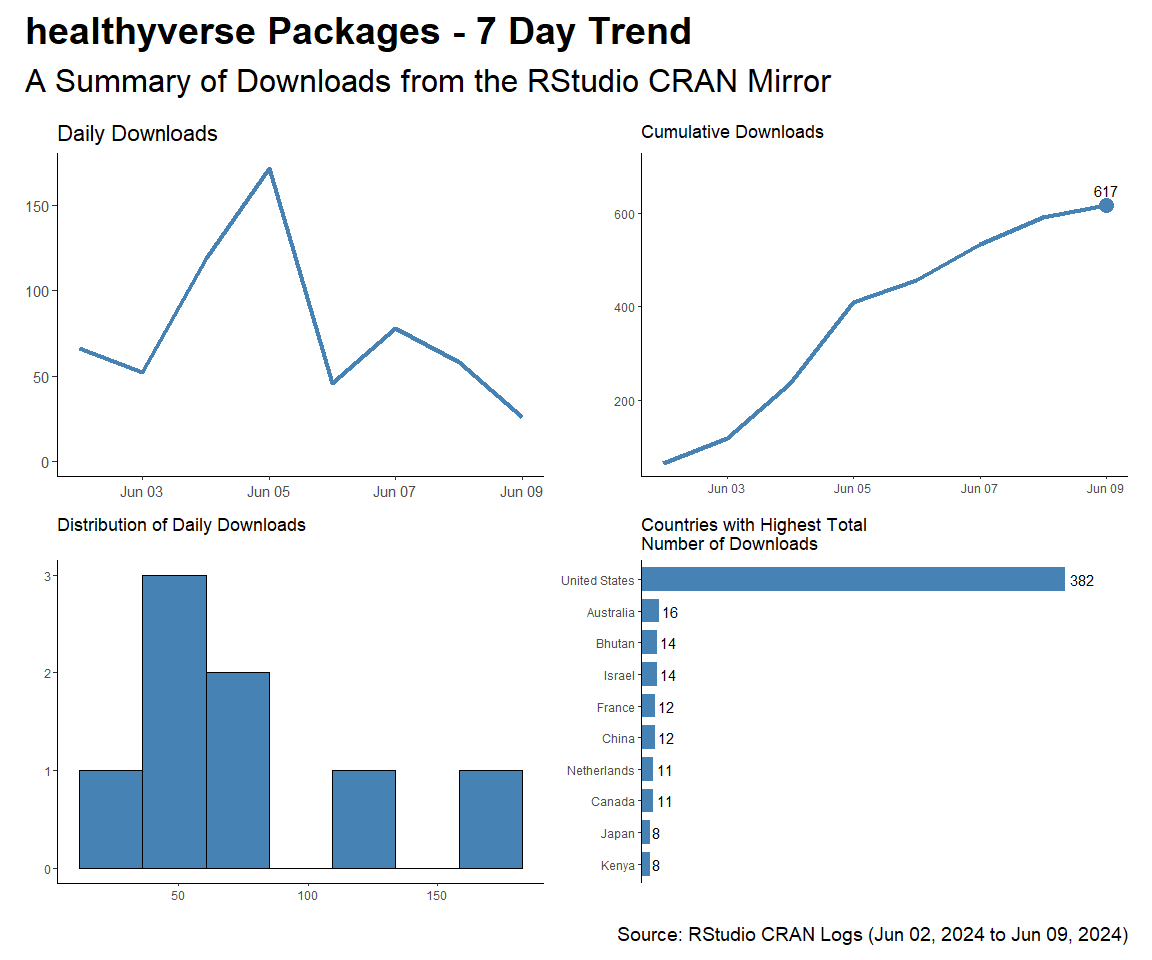 healthyverse Packages - 7 Day Trend
A Summary of Downloads from the RStudio CRAN Mirror
Daily Downloads
150
100
50
0
Jun 03 Jun 05 Jun 07 Jun 09
Cumulative Downloads
617
600
400
200
Jun 03 Jun 05 Jun 07 Jun 09
Distribution of Daily Downloads
3
2
1
0
50 100 150
Countries with Highest Total
Number of Downloads
United States 382
Australia 16
Bhutan 14
Israel 14
France 12
China 12
Netherlands 11
Canada 11
Japan 8
Kenya 8
Source: RStudio CRAN Logs (Jun 02, 2024 to Jun 09, 2024)